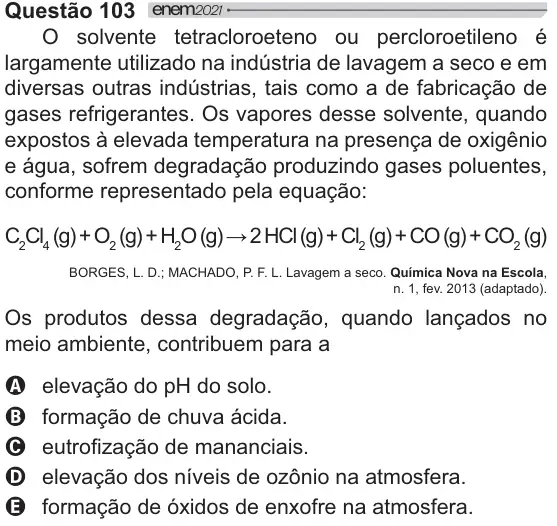 Questão 103 enem2021
O solvente tetracloroeteno ou percloroetileno é
largamente utilizado na indústria de lavagem a seco e em
diversas outras indústrias, tais como a de fabricação de
gases refrigerantes. Os vapores desse solvente, quando
expostos à elevada temperatura na presença de oxigênio
e água, sofrem degradação produzindo gases poluentes,
conforme representado pela equação:
C₂Cl₄ (g) + O₂ (g) + H₂O (g) → 2 HCl (g) + Cl₂ (g) + CO (g) + CO₂ (g)
BORGES, L. D.; MACHADO, P. F. L. Lavagem a seco. Química Nova na Escola,
n. 1, fev. 2013 (adaptado).
Os produtos dessa degradação, quando lançados no
meio ambiente, contribuem para a
A elevação do pH do solo.
B formação de chuva ácida.
C eutrofização de mananciais.
D elevação dos níveis de ozônio na atmosfera.
E formação de óxidos de enxofre na atmosfera.